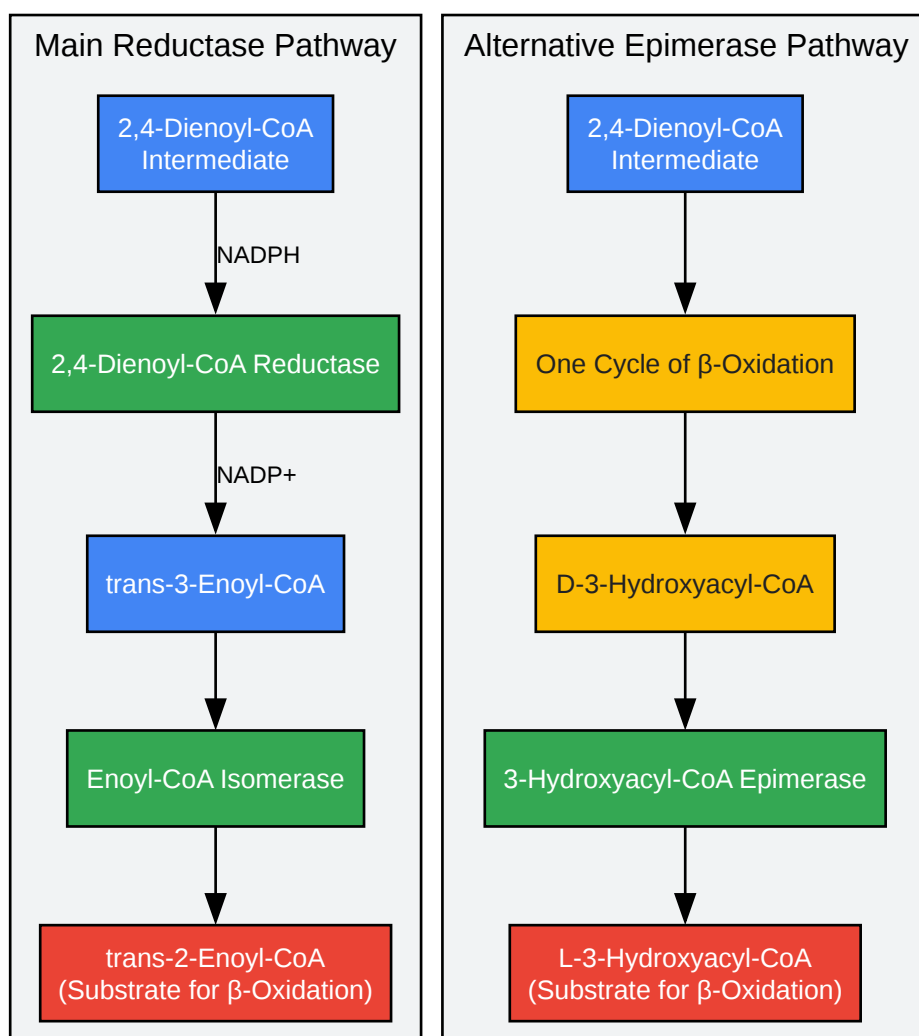 Main Reductase Pathway
2,4-Dienoyl-CoA
Intermediate
NADPH
2,4-Dienoyl-CoA Reductase
NADP+
trans-3-Enoyl-CoA
Enoyl-CoA Isomerase
trans-2-Enoyl-CoA
(Substrate for β-Oxidation)
Alternative Epimerase Pathway
2,4-Dienoyl-CoA
Intermediate
One Cycle of β-Oxidation
D-3-Hydroxyacyl-CoA
3-Hydroxyacyl-CoA Epimerase
L-3-Hydroxyacyl-CoA
(Substrate for β-Oxidation)